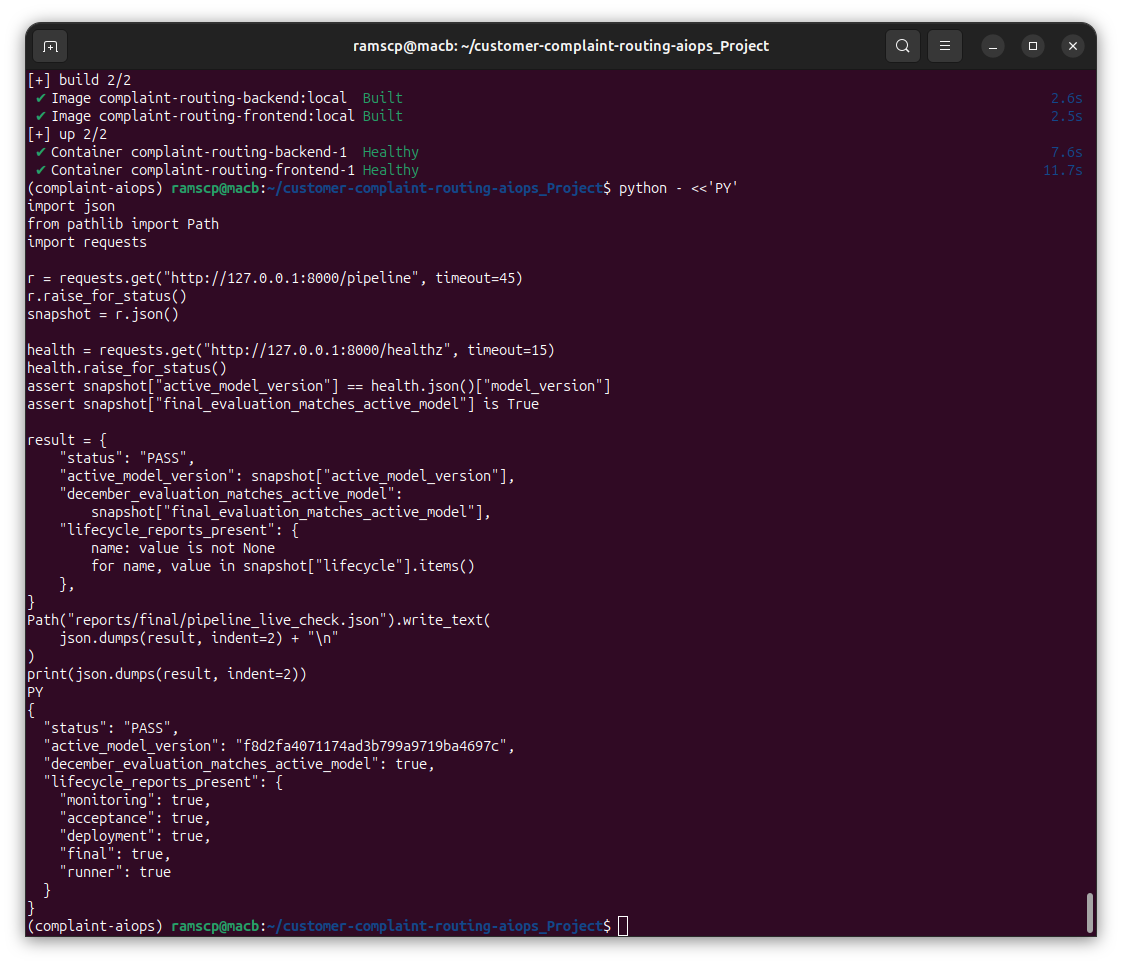 ramscp@macb: ~/customer-complaint-routing-aiops_Project
[+] build 2/2
✔ Image complaint-routing-backend:local  Built 2.6s
✔ Image complaint-routing-frontend:local Built 2.5s
[+] up 2/2
✔ Container complaint-routing-backend-1  Healthy 7.6s
✔ Container complaint-routing-frontend-1 Healthy 11.7s
(complaint-aiops) ramscp@macb:~/customer-complaint-routing-aiops_Project$ python - <<'PY'
import json
from pathlib import Path
import requests

r = requests.get("http://127.0.0.1:8000/pipeline", timeout=45)
r.raise_for_status()
snapshot = r.json()

health = requests.get("http://127.0.0.1:8000/healthz", timeout=15)
health.raise_for_status()
assert snapshot["active_model_version"] == health.json()["model_version"]
assert snapshot["final_evaluation_matches_active_model"] is True

result = {
    "status": "PASS",
    "active_model_version": snapshot["active_model_version"],
    "december_evaluation_matches_active_model":
        snapshot["final_evaluation_matches_active_model"],
    "lifecycle_reports_present": {
        name: value is not None
        for name, value in snapshot["lifecycle"].items()
    },
}
Path("reports/final/pipeline_live_check.json").write_text(
    json.dumps(result, indent=2) + "\n"
)
print(json.dumps(result, indent=2))
PY
{
  "status": "PASS",
  "active_model_version": "f8d2fa4071174ad3b799a9719ba4697c",
  "december_evaluation_matches_active_model": true,
  "lifecycle_reports_present": {
    "monitoring": true,
    "acceptance": true,
    "deployment": true,
    "final": true,
    "runner": true
  }
}
(complaint-aiops) ramscp@macb:~/customer-complaint-routing-aiops_Project$